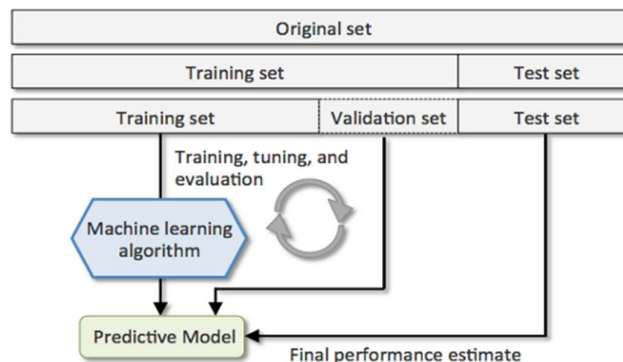 Original set
Training set Test set
Training set Validation set Test set
Training, tuning, and
evaluation
Machine learning
algorithm
Predictive Model
Final performance estimate